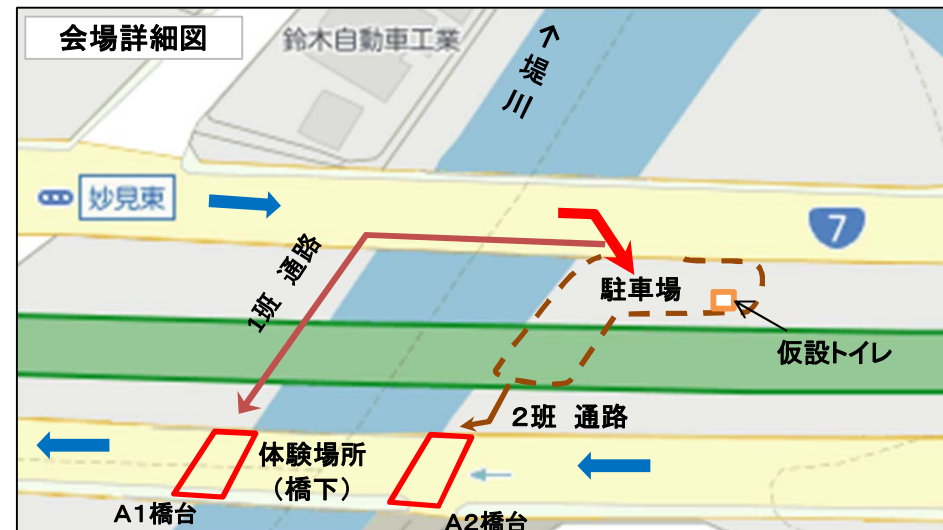 会場詳細図
鈴木自動車工業
↑堤川
妙見東
7
1班 通路
駐車場
仮設トイレ
2班 通路
体験場所
(橋下)
A1橋台
A2橋台